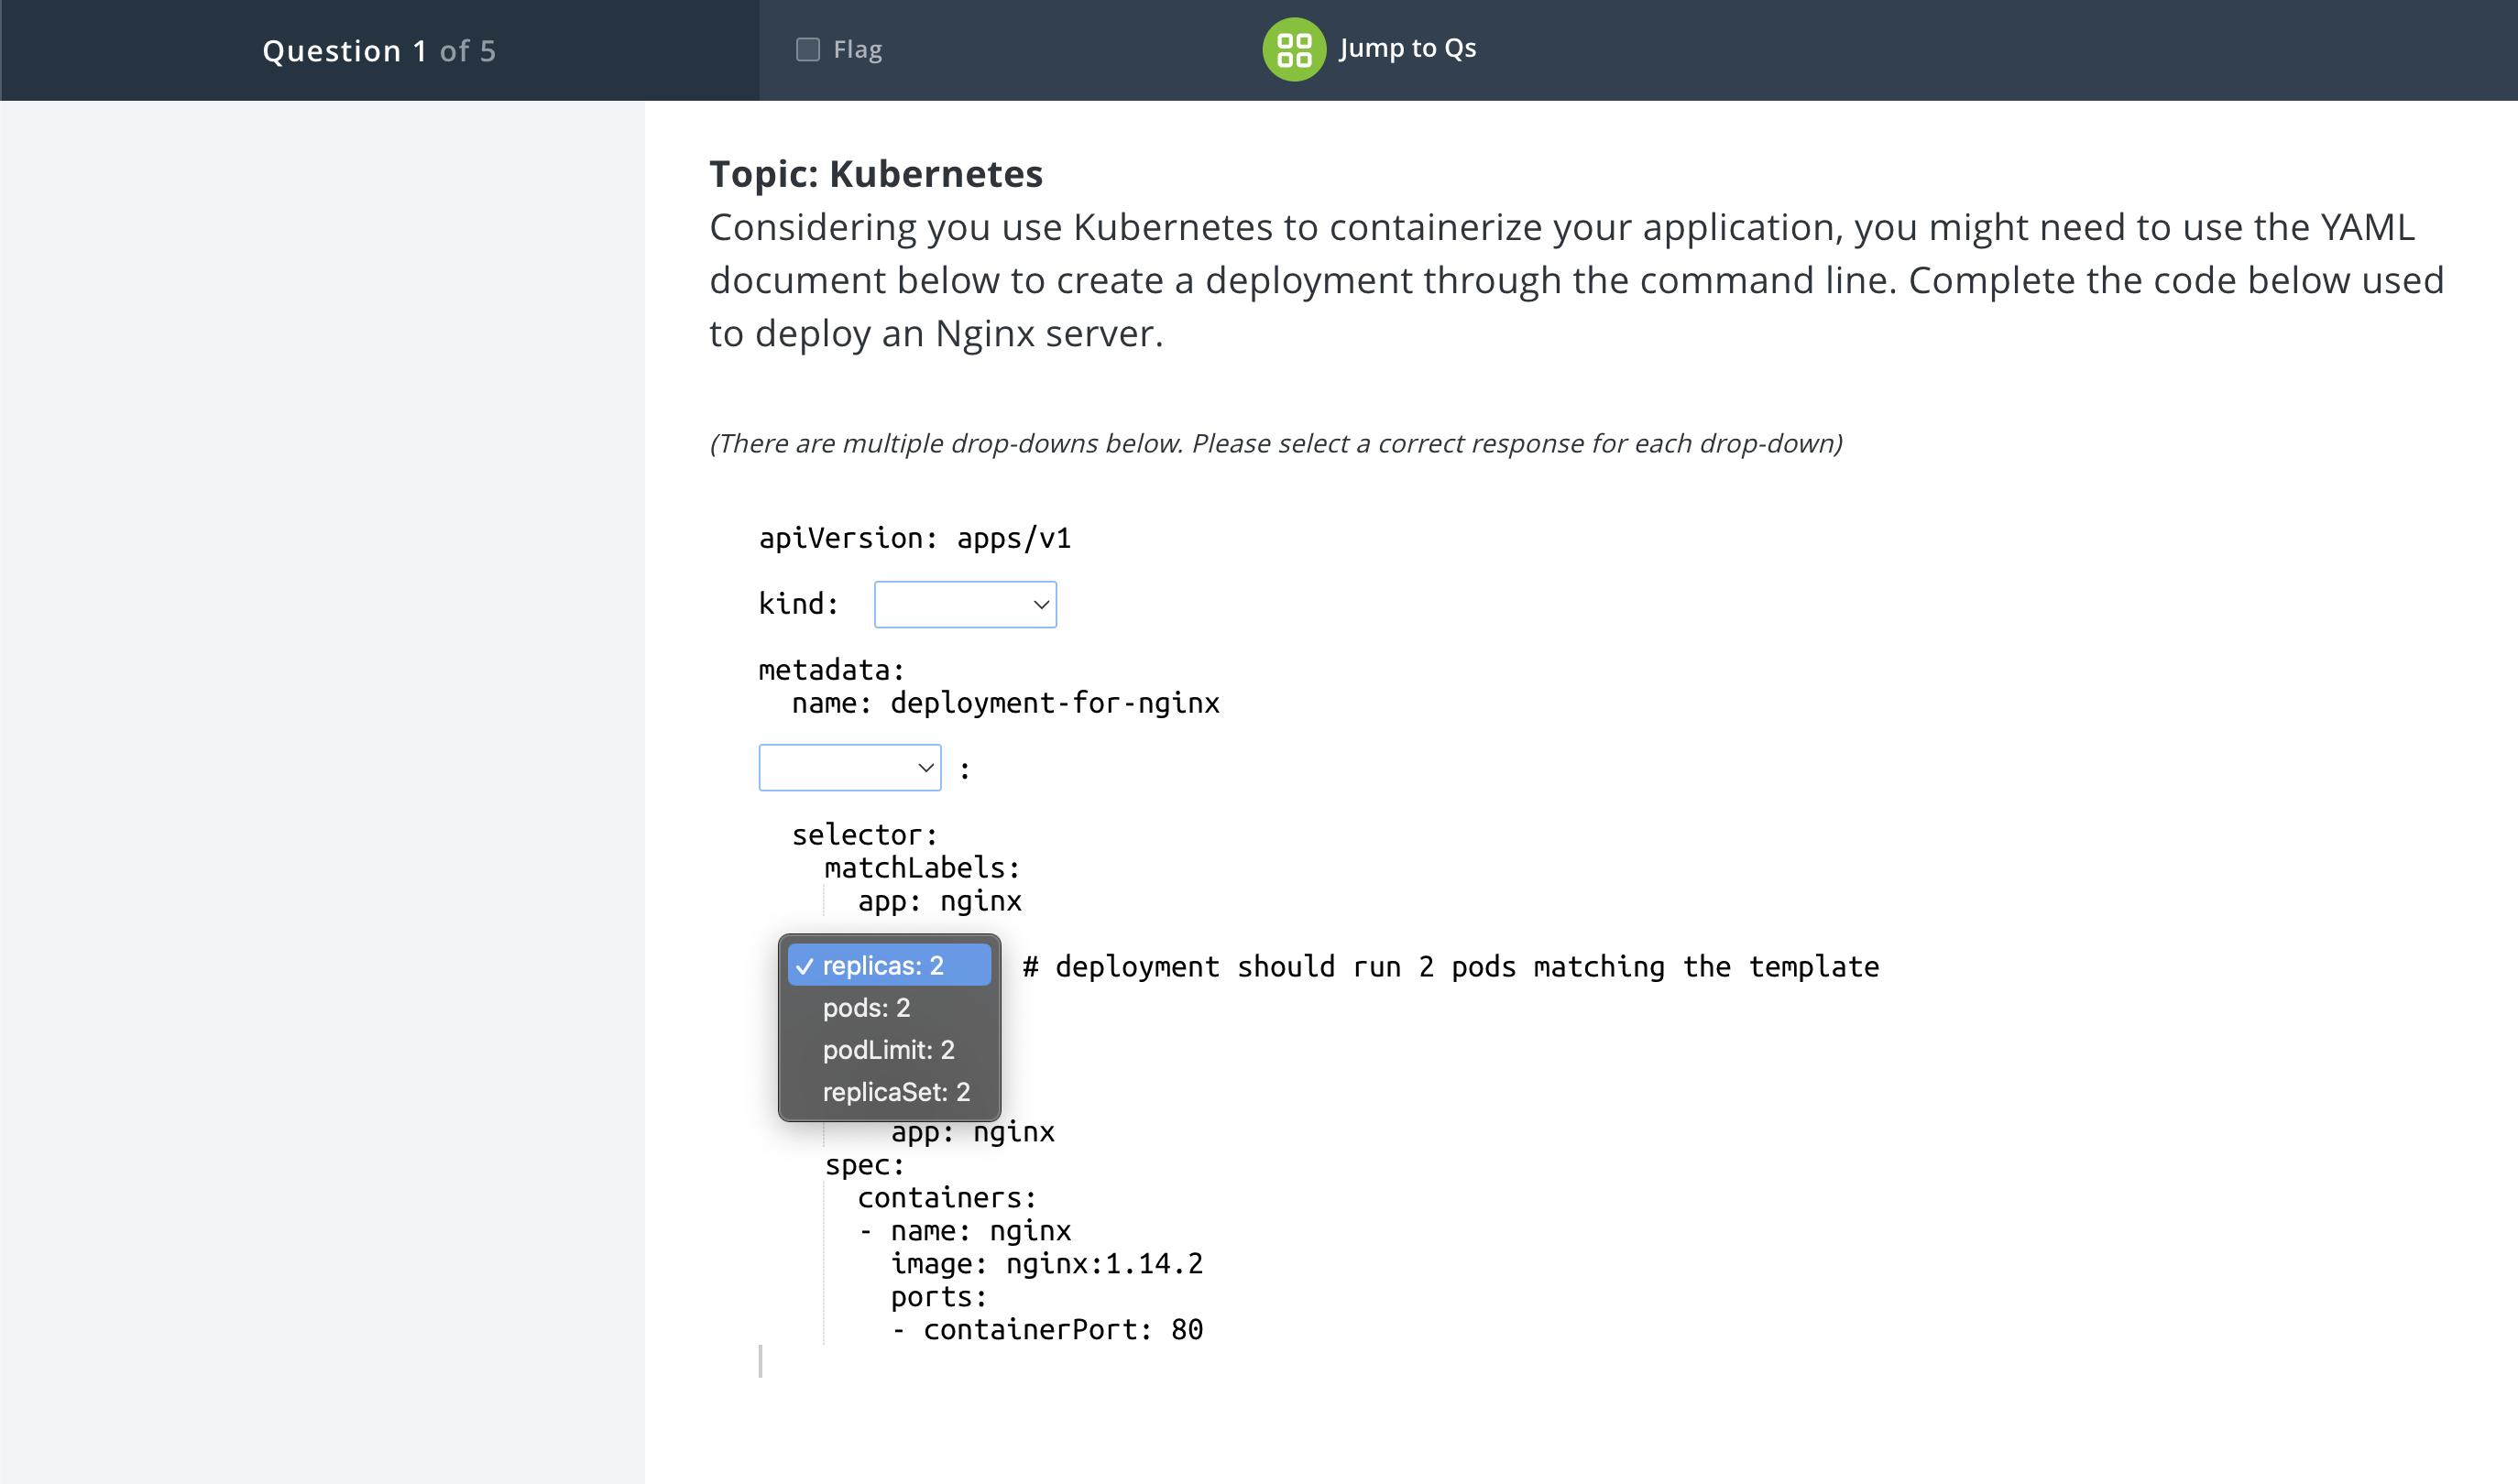 Question 1 of 5
Flag
Jump to Qs
Topic: Kubernetes
Considering you use Kubernetes to containerize your application, you might need to use the YAML
document below to create a deployment through the command line. Complete the code below used
to deploy an Nginx server.
(There are multiple drop-downs below. Please select a correct response for each drop-down)
apiVersion: apps/v1
kind:
metadata:
  name: deployment-for-nginx
:
  selector:
    matchLabels:
      app: nginx
✓ replicas: 2 # deployment should run 2 pods matching the template
pods: 2
podLimit: 2
replicaSet: 2
        app: nginx
    spec:
      containers:
      - name: nginx
        image: nginx:1.14.2
        ports:
        - containerPort: 80